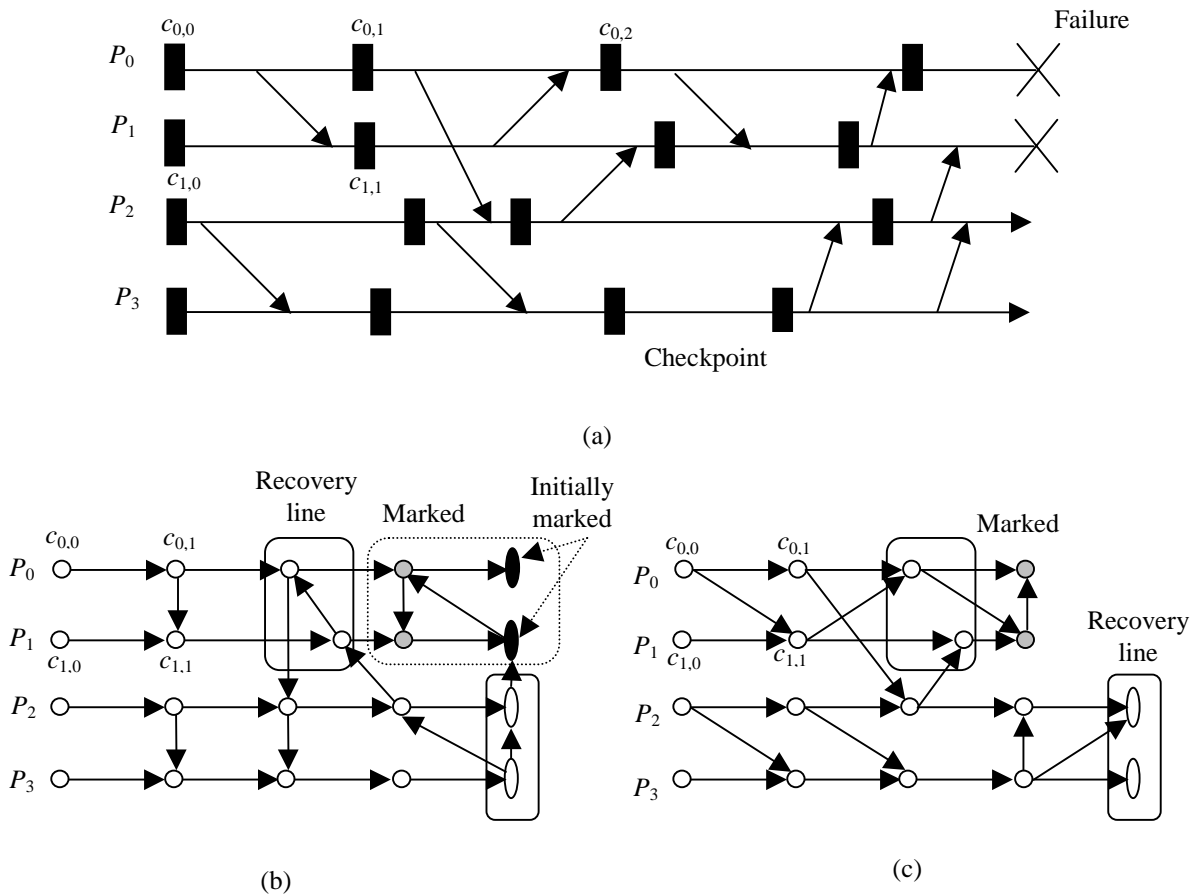 c0,0
c0,1
c0,2
Failure
P0
P1
c1,0
c1,1
P2
P3
Checkpoint
(a)
Recovery
line
Marked
Initially
marked
c0,0
c0,1
P0
P1
c1,0
c1,1
P2
P3
(b)
Marked
c0,0
c0,1
P0
P1
c1,0
c1,1
Recovery
line
P2
P3
(c)